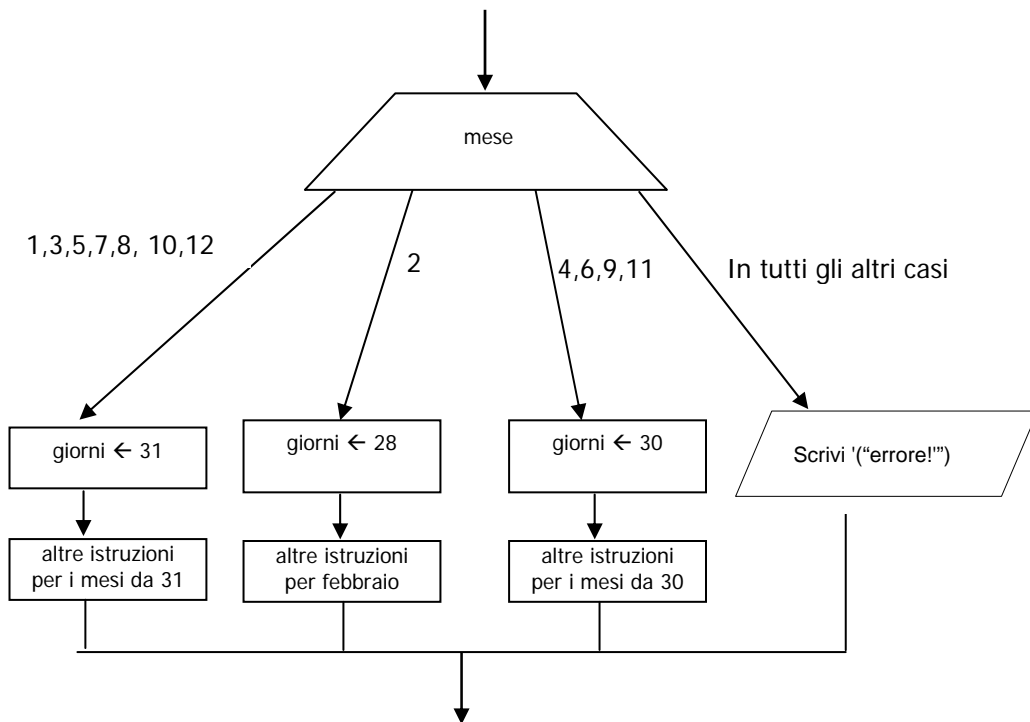 mese
1,3,5,7,8, 10,12
2
4,6,9,11
In tutti gli altri casi
giorni ← 31
giorni ← 28
giorni ← 30
Scrivi '("errore!'")
altre istruzioni
per i mesi da 31
altre istruzioni
per febbraio
altre istruzioni
per i mesi da 30